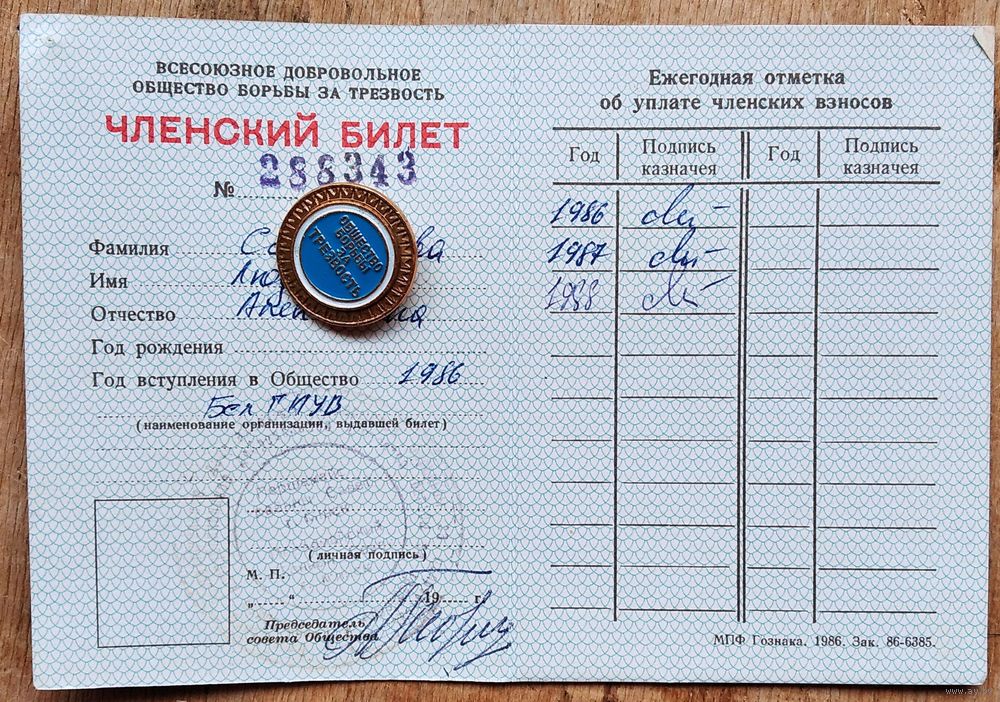 ВСЕСОЮЗНОЕ ДОБРОВОЛЬНОЕ
ОБЩЕСТВО БОРЬБЫ ЗА ТРЕЗВОСТЬ
ЧЛЕНСКИЙ БИЛЕТ
№ 288343
ОБЩЕСТВО
БОРЬБЫ
ЗА
ТРЕЗВОСТЬ
Фамилия
Имя
Отчество
Год рождения
Год вступления в Общество 1986
Бел ГИУВ
(наименование организации, выдавшей билет)
(личная подпись)
М. П.
„ “ 19 г.
Председатель
совета Общества
Ежегодная отметка
об уплате членских взносов
Год Подпись казначея Год Подпись казначея
1986
1987
1988
МПФ Гознака. 1986. Зак. 86-6385.